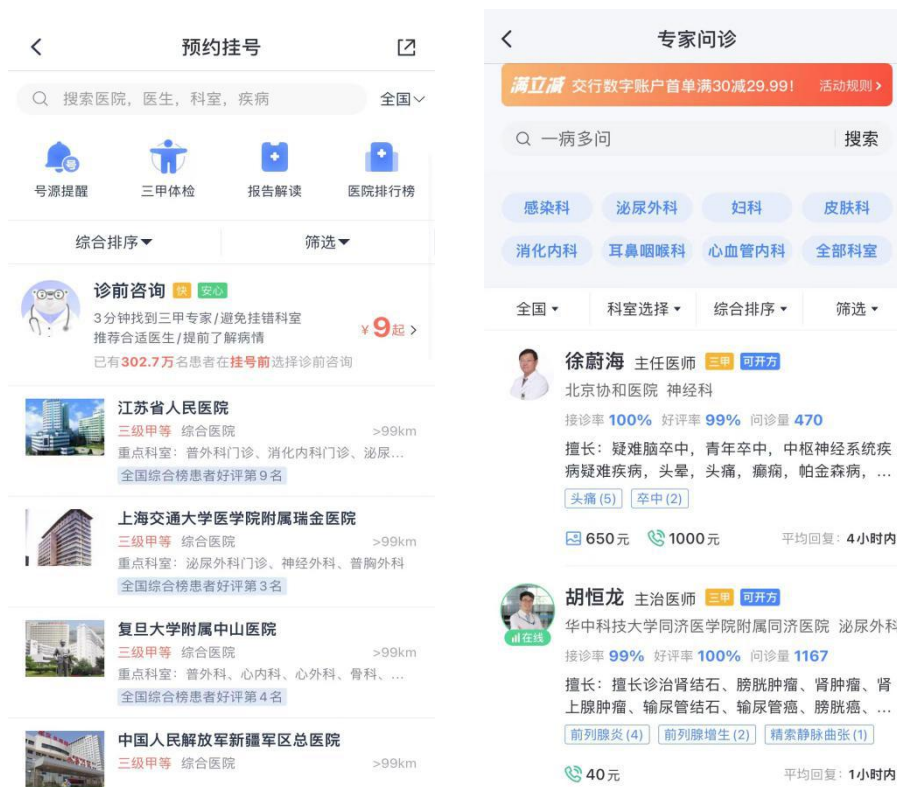 预约挂号
搜索医院，医生，科室，疾病
全国
号源提醒
三甲体检
报告解读
医院排行榜
综合排序
筛选
诊前咨询 快 安心
3分钟找到三甲专家/避免挂错科室
推荐合适医生/提前了解病情
¥9起
已有302.7万名患者在挂号前选择诊前咨询
江苏省人民医院
三级甲等 综合医院 >99km
重点科室：普外科门诊、消化内科门诊、泌尿...
全国综合榜患者好评第9名
上海交通大学医学院附属瑞金医院
三级甲等 综合医院 >99km
重点科室：泌尿外科门诊、神经外科、普胸外科
全国综合榜患者好评第3名
复旦大学附属中山医院
三级甲等 综合医院 >99km
重点科室：普外科、心内科、心外科、骨科、...
全国综合榜患者好评第4名
中国人民解放军新疆军区总医院
三级甲等 综合医院 >99km
专家问诊
满立减 交行数字账户首单满30减29.99! 活动规则
一病多问 搜索
感染科 泌尿外科 妇科 皮肤科
消化内科 耳鼻咽喉科 心血管内科 全部科室
全国 科室选择 综合排序 筛选
徐蔚海 主任医师 三甲 可开方
北京协和医院 神经科
接诊率 100% 好评率 99% 问诊量 470
擅长：疑难脑卒中，青年卒中，中枢神经系统疾
病疑难疾病，头晕，头痛，癫痫，帕金森病，...
头痛(5) 卒中(2)
650元 1000元 平均回复：4小时内
胡恒龙 主治医师 三甲 可开方
在线
华中科技大学同济医学院附属同济医院 泌尿外科
接诊率 99% 好评率 100% 问诊量 1167
擅长：擅长诊治肾结石、膀胱肿瘤、肾肿瘤、肾
上腺肿瘤、输尿管结石、输尿管癌、膀胱癌、...
前列腺炎(4) 前列腺增生(2) 精索静脉曲张(1)
40元 平均回复：1小时内